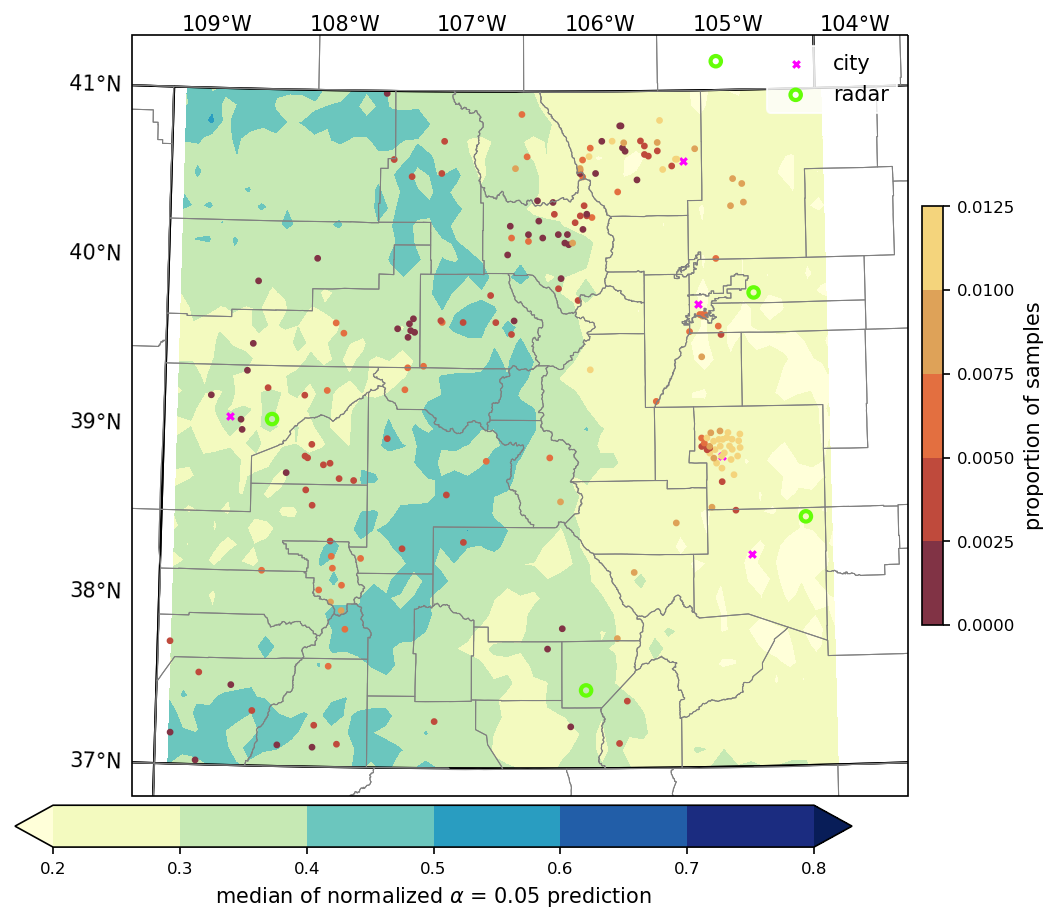 109°W 108°W 107°W 106°W 105°W 104°W
city
radar
41°N
40°N
39°N
38°N
37°N
0.0125
0.0100
0.0075
0.0050
0.0025
0.0000
proportion of samples
0.2 0.3 0.4 0.5 0.6 0.7 0.8
median of normalized α = 0.05 prediction